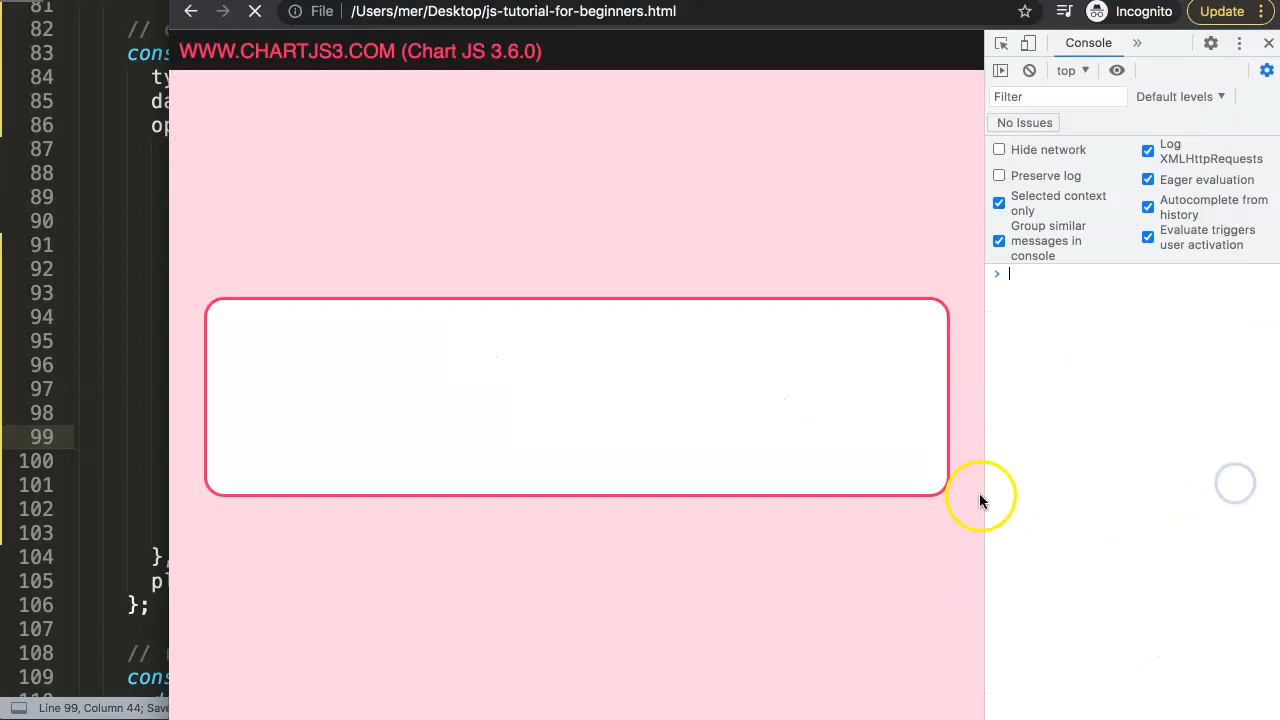 File /Users/mer/Desktop/js-tutorial-for-beginners.html Incognito Update
WWW.CHARTJS3.COM (Chart JS 3.6.0)
Console
top
Filter Default levels
No Issues
Hide network
Log XMLHttpRequests
Preserve log
Eager evaluation
Selected context only
Autocomplete from history
Group similar messages in console
Evaluate triggers user activation
81
82 //
83 cons
84 ty
85 da
86 op
87
88
89
90
91
92
93
94
95
96
97
98
99
100
101
102
103
104 },
105 pl
106 };
107
108 //
109 cons
Line 99, Column 44; Save